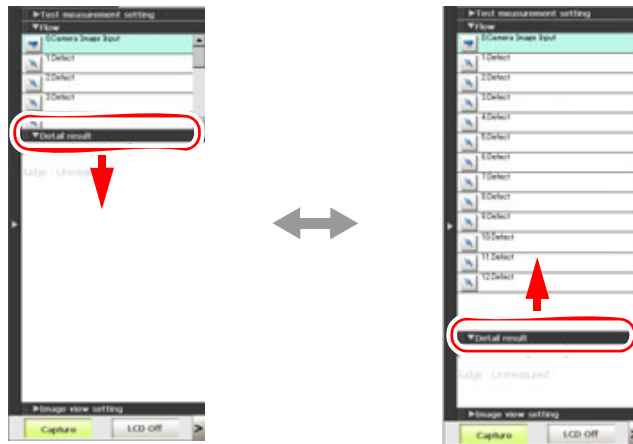 ▶Test measurement setting
▼Flow
0.Camera Image Input
1.Defect
2.Defect
3.Defect
▼Detail result
Judge : Unmeasured
▶Image view setting
Capture
LCD Off
>
▶Test measurement setting
▼Flow
0.Camera Image Input
1.Defect
2.Defect
3.Defect
4.Defect
5.Defect
6.Defect
7.Defect
8.Defect
9.Defect
10.Defect
11.Defect
12.Defect
▼Detail result
Judge : Unmeasured
▶Image view setting
Capture
LCD Off